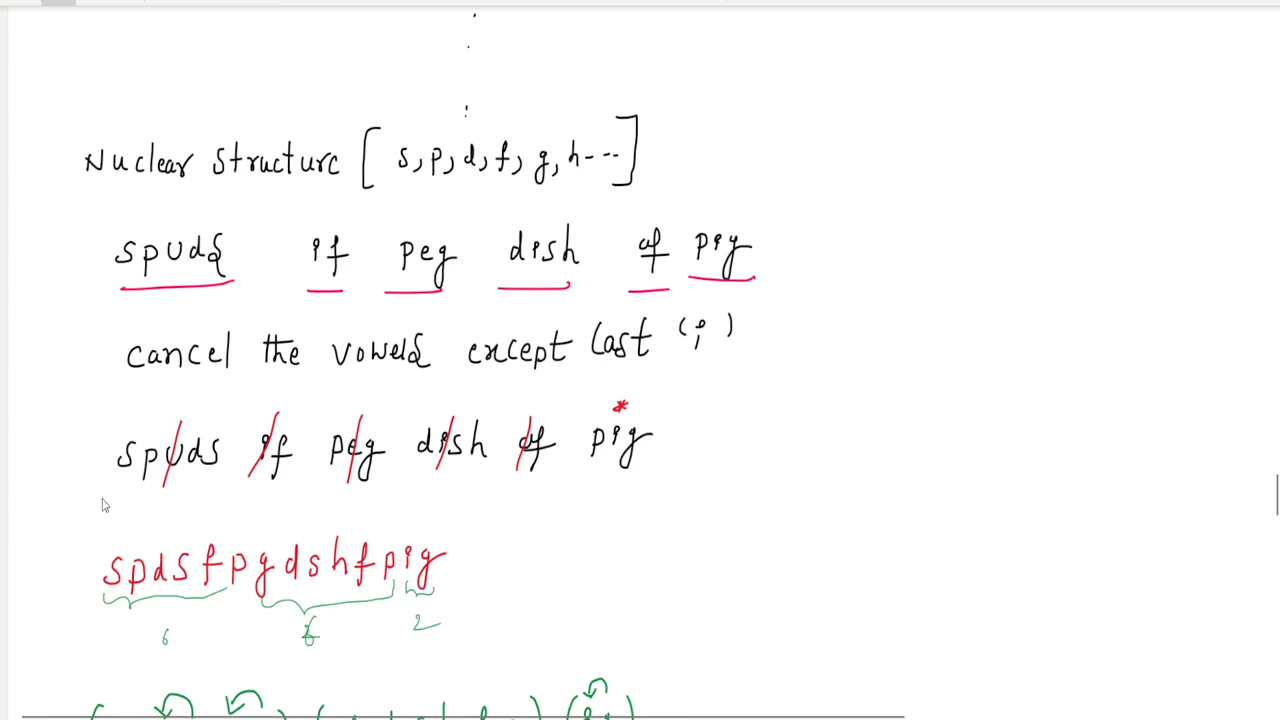 Nuclear structure [ s, p, d, f, g, h--- ]
spuds if peg dish of pig
cancel the vowels except last (i)
spuds if peg dish of pig
spdsfpgdshfpig
6 6 2